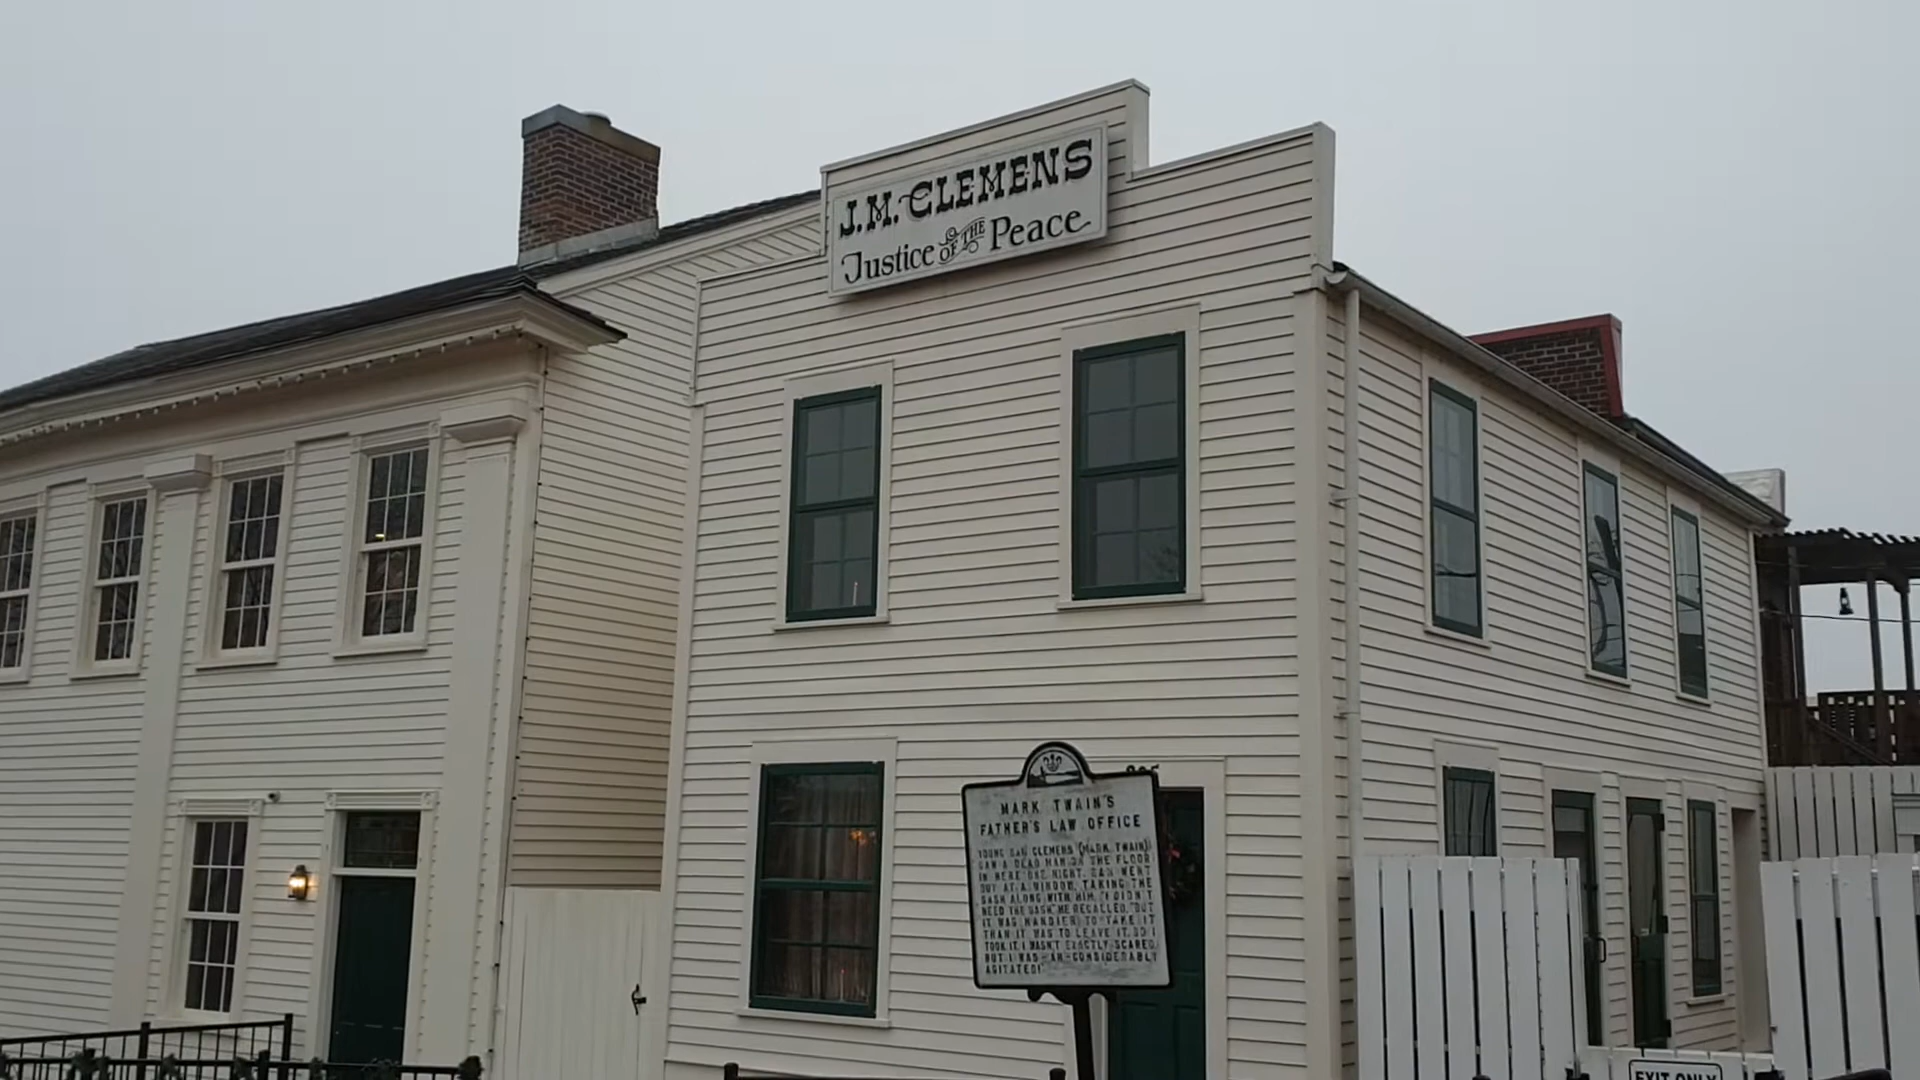 J.M. CLEMENS
Justice OF THE Peace
MARK TWAIN'S
FATHER'S LAW OFFICE
YOUNG SAM CLEMENS (MARK TWAIN)
SAW A DEAD MAN ON THE FLOOR
IN HERE ONE NIGHT. SAM WENT
OUT AT A WINDOW, TAKING THE
SASH ALONG WITH HIM. "I DIDN'T
NEED THE SASH," HE RECALLED, "BUT
IT WAS HANDIER TO TAKE IT
THAN IT WAS TO LEAVE IT, SO I
TOOK IT. I WASN'T EXACTLY SCARED,
BUT I WAS-AH-CONSIDERABLY
AGITATED!"
EXIT ONLY